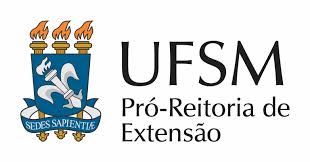 SEDES SAPIENTIÆ
UFSM
Pró-Reitoria de
Extensão